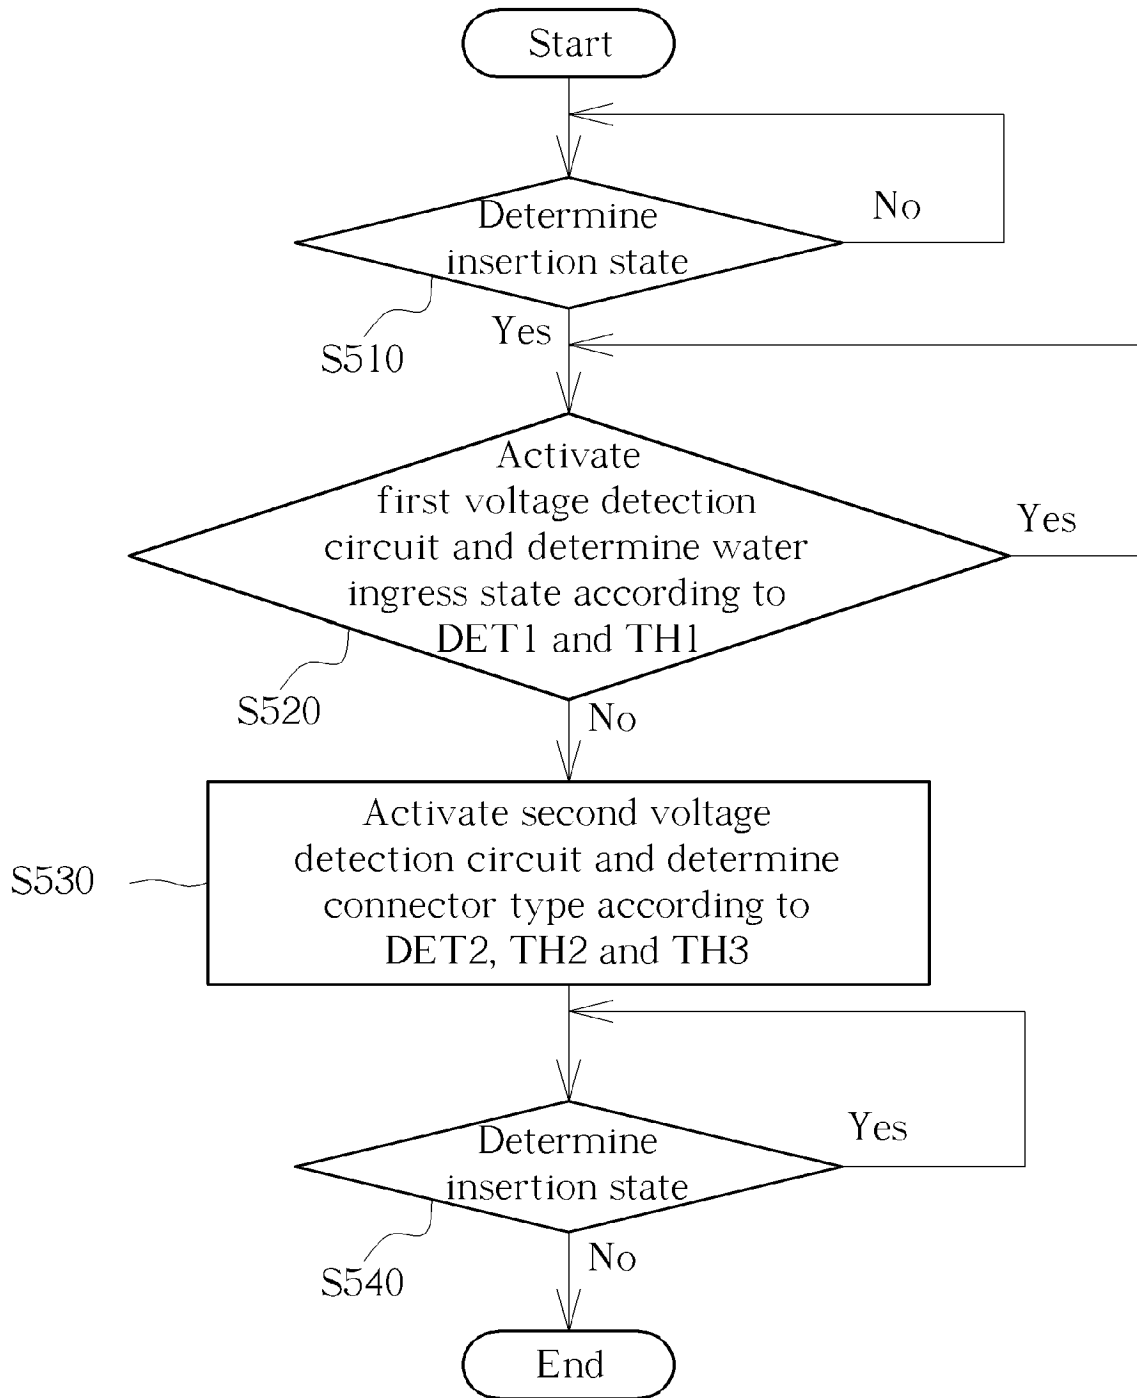 Start
Determine
insertion state
No
Yes
S510
Activate
first voltage detection
circuit and determine water
ingress state according to
DET1 and TH1
Yes
S520
No
Activate second voltage
detection circuit and determine
connector type according to
DET2, TH2 and TH3
S530
Determine
insertion state
Yes
S540
No
End